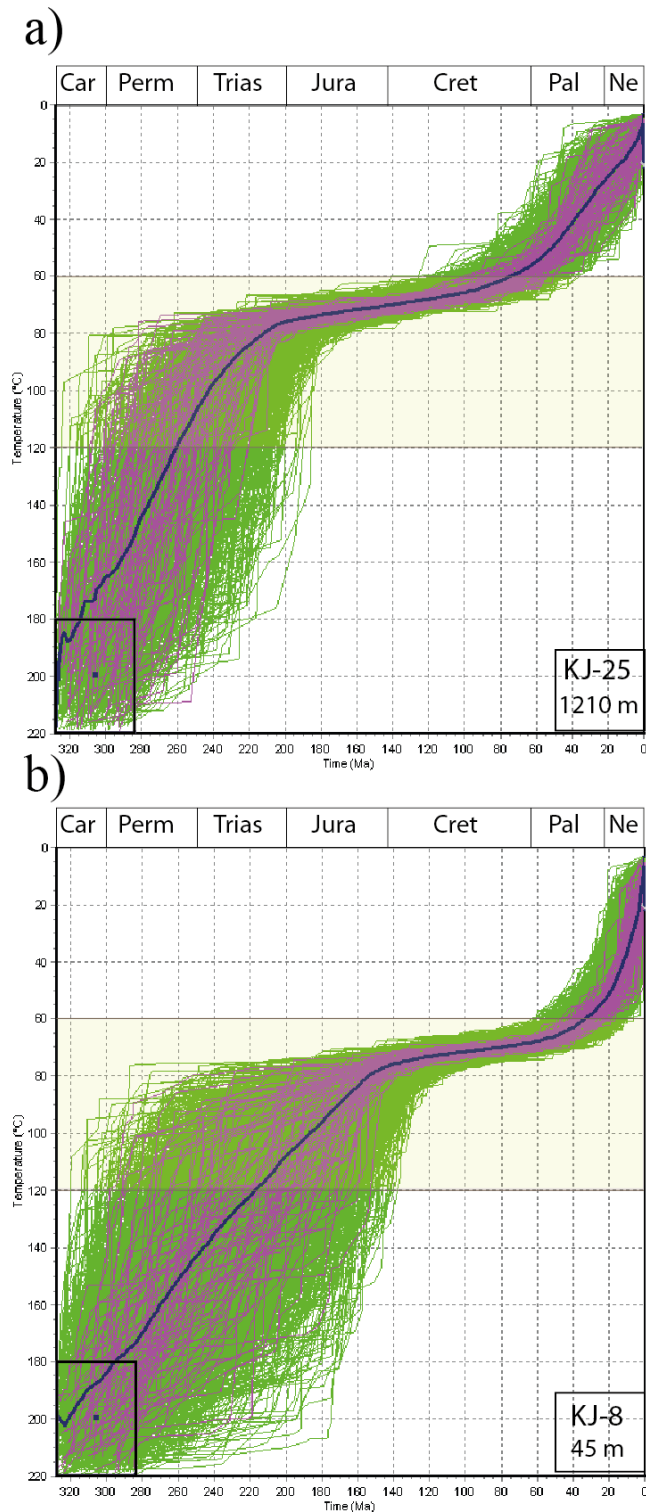 a)
Car Perm Trias Jura Cret Pal Ne
0
20
40
60
80
100
120
140
160
180
200
220
Temperature (°C)
KJ-25
1210 m
320 300 280 260 240 220 200 180 160 140 120 100 80 60 40 20 0
Time (Ma)
b)
Car Perm Trias Jura Cret Pal Ne
0
20
40
60
80
100
120
140
160
180
200
220
Temperature (°C)
KJ-8
45 m
320 300 280 260 240 220 200 180 160 140 120 100 80 60 40 20 0
Time (Ma)